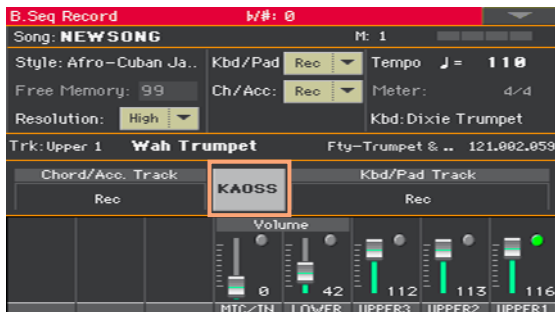 B.Seq Record ♭/#: 0
Song: NEWSONG M: 1
Style: Afro-Cuban Ja.. Kbd/Pad Rec Tempo ♩= 110
Free Memory: 99 Ch/Acc: Rec Meter: 4/4
Resolution: High Kbd: Dixie Trumpet
Trk: Upper 1 Wah Trumpet Fty-Trumpet & .. 121.002.059
Chord/Acc. Track KAOSS Kbd/Pad Track
Rec Rec
Volume
0 42 112 113 116
MIC/IN LOWER UPPER3 UPPER2 UPPER1